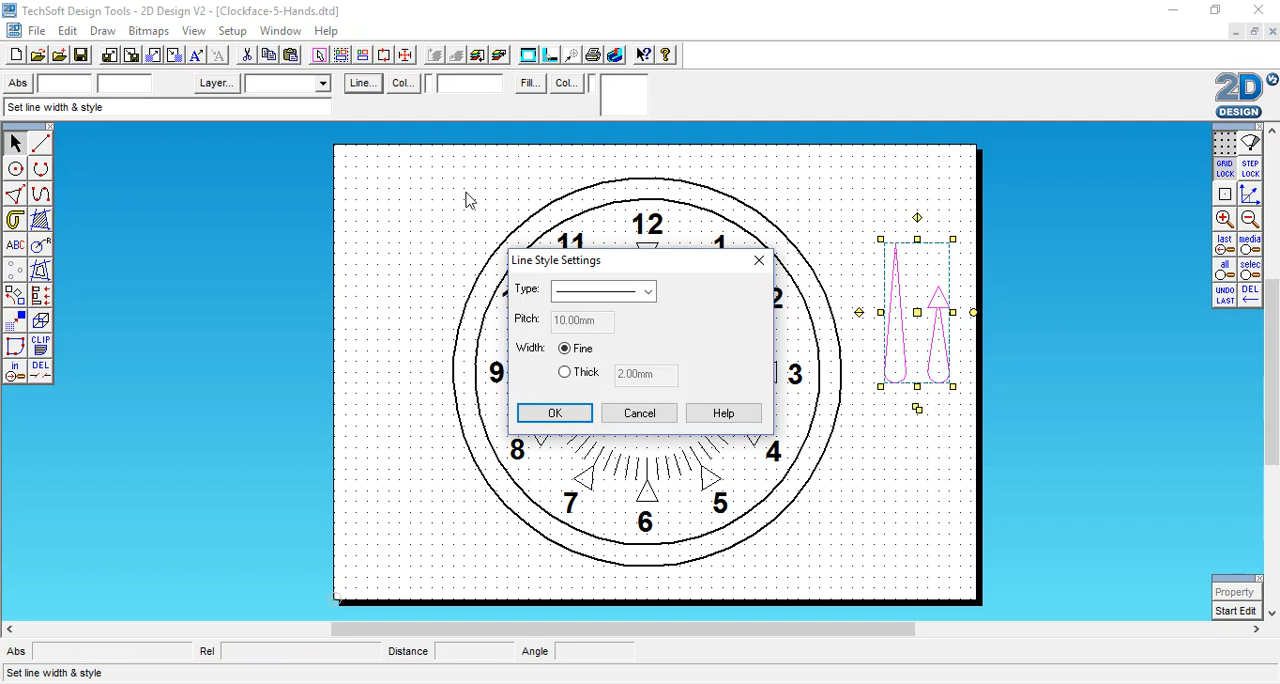 TechSoft Design Tools - 2D Design V2 - [Clockface-5-Hands.dtd]
File Edit Draw Bitmaps View Setup Window Help
Abs Layer... Line... Col... Fill... Col...
2D V2
DESIGN
Set line width & style
GRID LOCK STEP LOCK
ABC R
last media
all selec
UNDO LAST DEL
CLIP
in DEL
12
11 1
1 2
9 3
8 4
7 5
6
Line Style Settings
Type:
Pitch: 10.00mm
Width: Fine
Thick 2.00mm
OK Cancel Help
Property
Start Edit
Abs Rel Distance Angle
Set line width & style